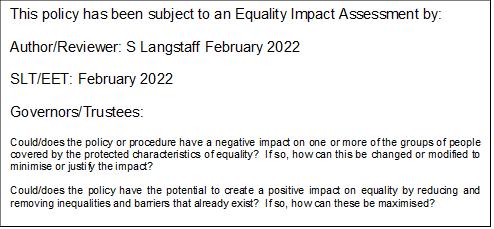 This policy has been subject to an Equality Impact Assessment by:
Author/Reviewer: S Langstaff February 2022
SLT/EET: February 2022
Governors/Trustees:
Could/does the policy or procedure have a negative impact on one or more of the groups of people
covered by the protected characteristics of equality? If so, how can this be changed or modified to
minimise or justify the impact?
Could/does the policy have the potential to create a positive impact on equality by reducing and
removing inequalities and barriers that already exist? If so, how can these be maximised?